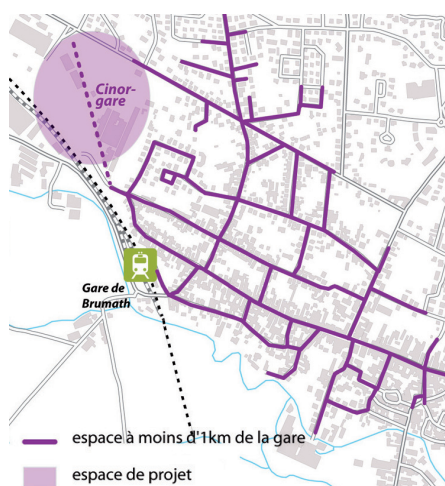 Cinor-
gare
Gare de
Brumath
espace à moins d'1km de la gare
espace de projet